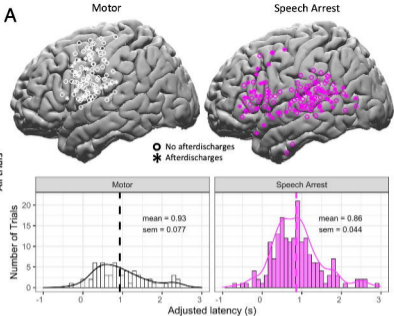 A
Motor
Speech Arrest
No afterdischarges
Afterdischarges
Motor
Speech Arrest
Number of Trials
20
15
10
5
0
mean = 0.93
sem = 0.077
mean = 0.86
sem = 0.044
-1 0 1 2 3
-1 0 1 2 3
Adjusted latency (s)